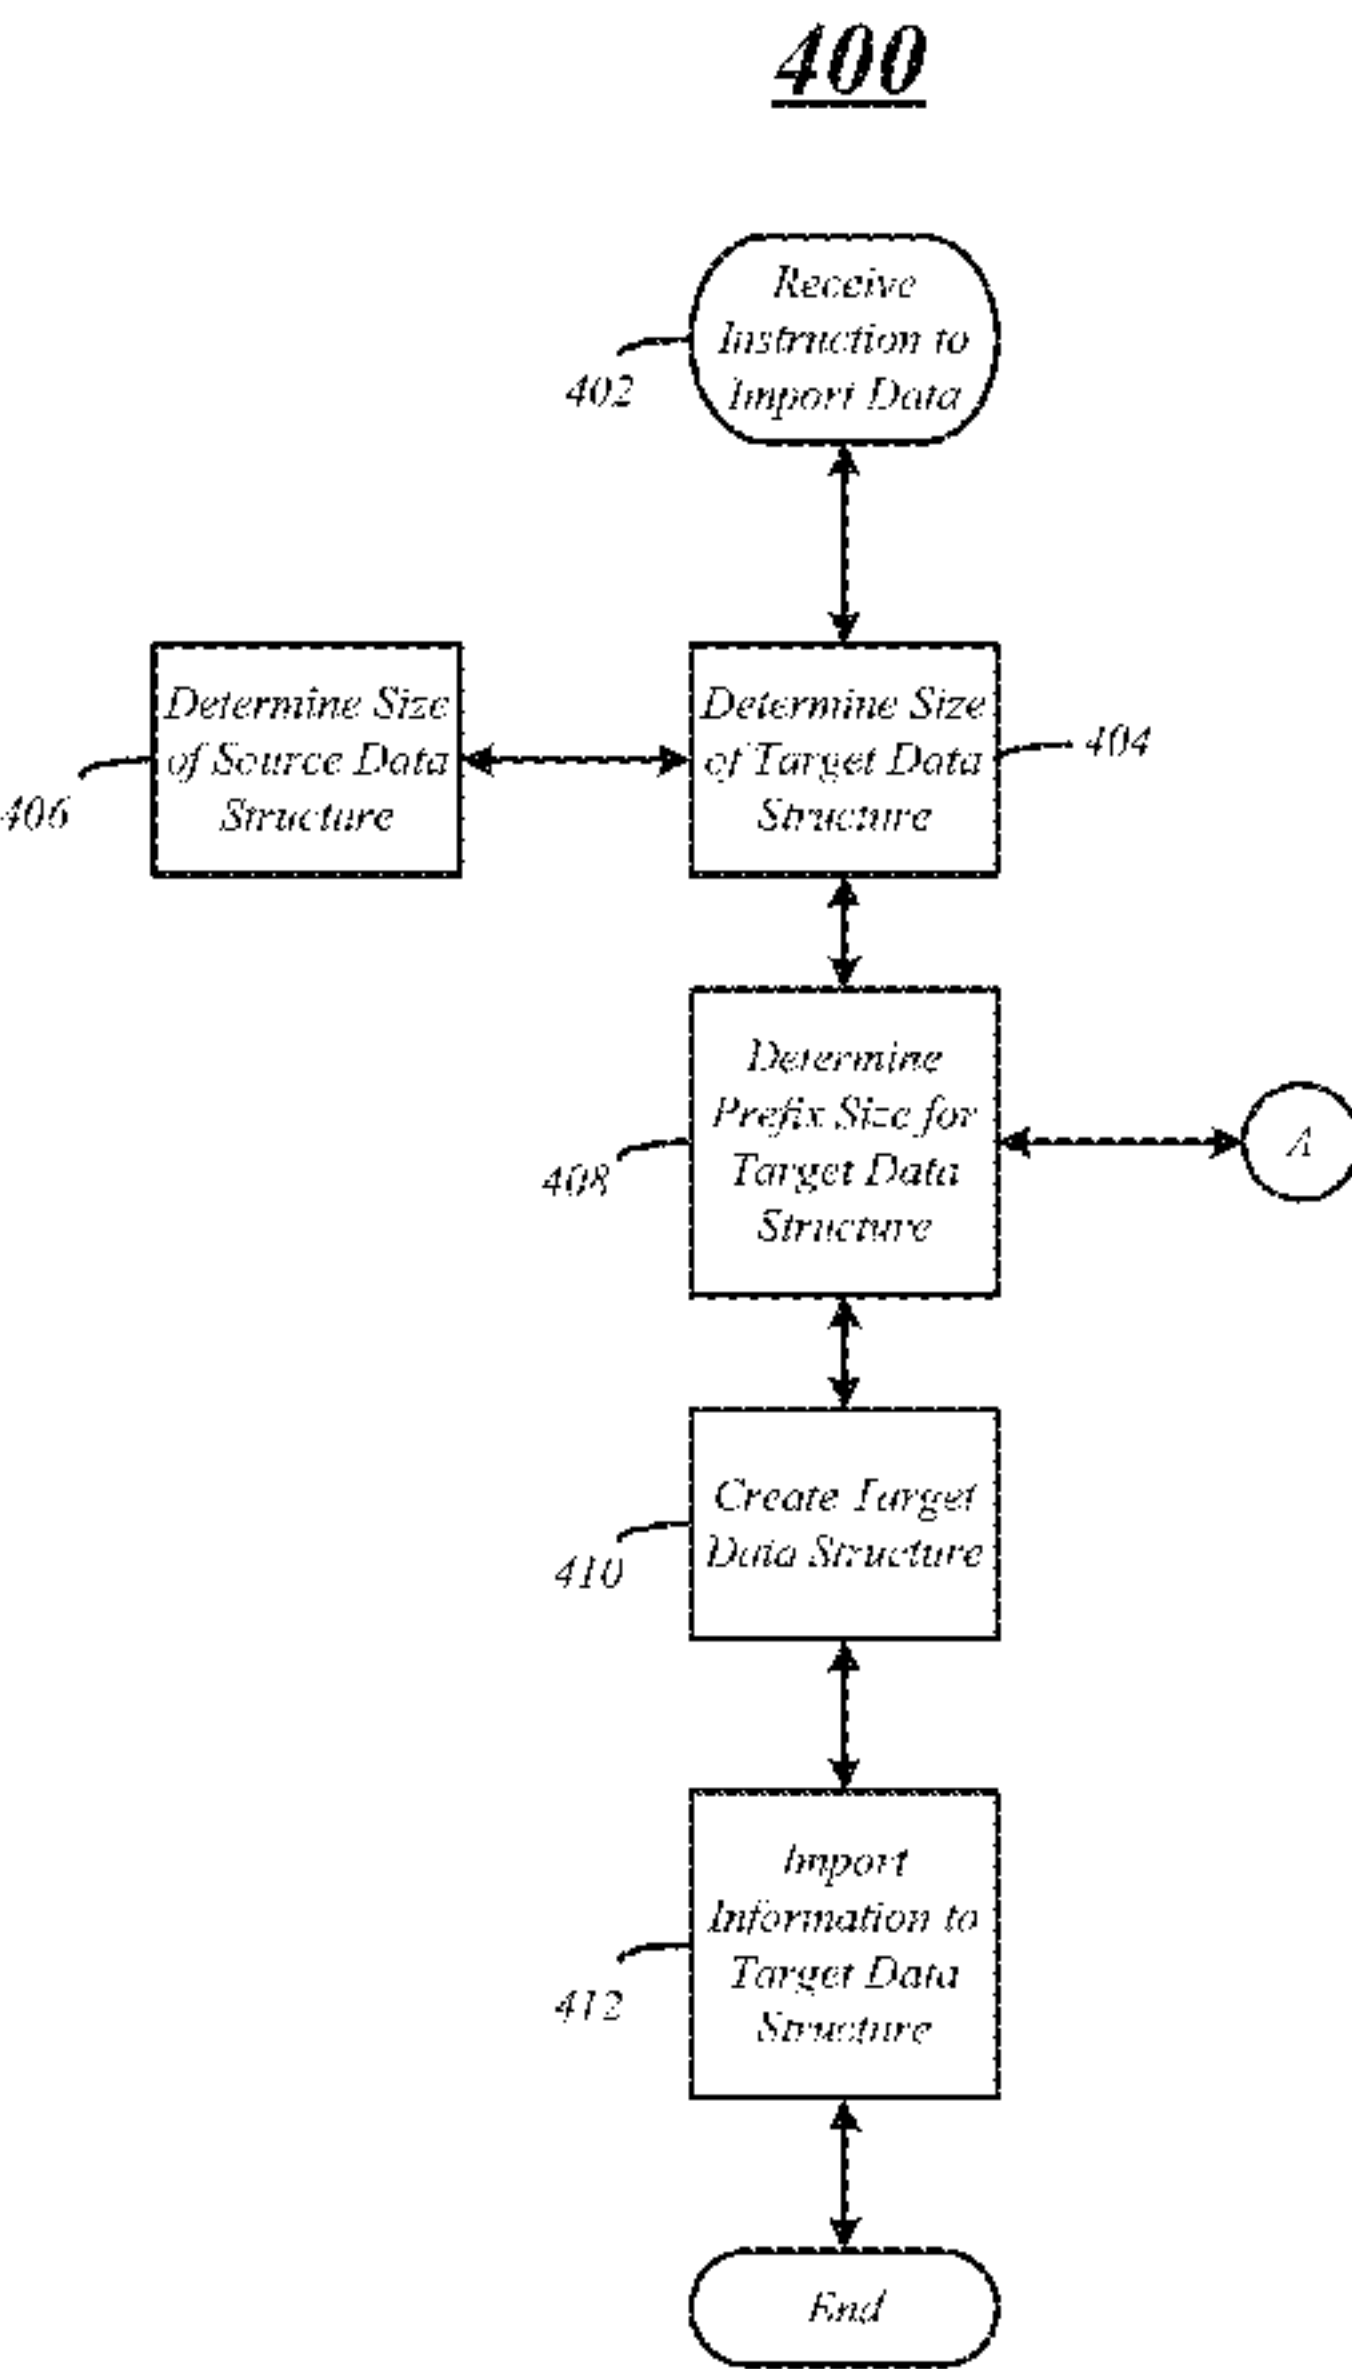 400
Receive
Instruction to
Import Data
402
Determine Size
of Source Data
Structure
406
Determine Size
of Target Data
Structure
404
Determine
Prefix Size for
Target Data
Structure
408
A
Create Target
Data Structure
410
Import
Information to
Target Data
Structure
412
End